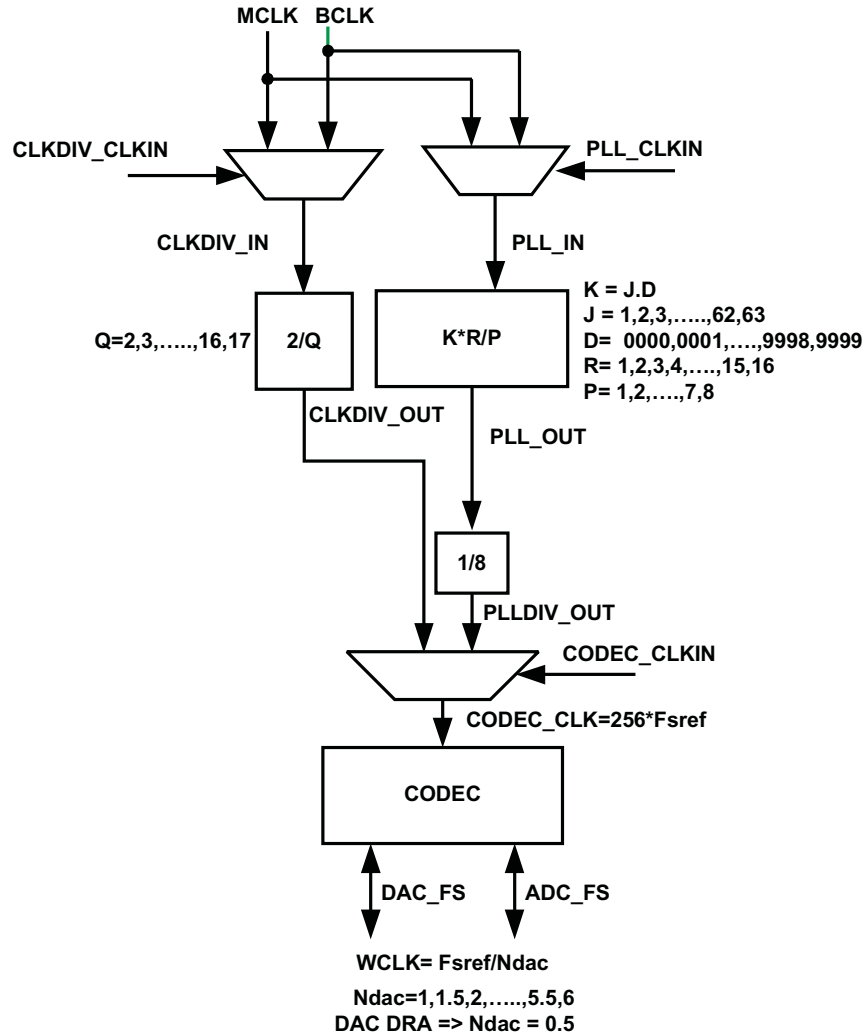 MCLK BCLK
CLKDIV_CLKIN
PLL_CLKIN
CLKDIV_IN
PLL_IN
Q=2,3,…..,16,17
2/Q
K*R/P
K = J.D
J = 1,2,3,…..,62,63
D= 0000,0001,….,9998,9999
R= 1,2,3,4,….,15,16
P= 1,2,….,7,8
CLKDIV_OUT
PLL_OUT
1/8
PLLDIV_OUT
CODEC_CLKIN
CODEC_CLK=256*Fsref
CODEC
DAC_FS
ADC_FS
WCLK= Fsref/Ndac
Ndac=1,1.5,2,…..,5.5,6
DAC DRA => Ndac = 0.5